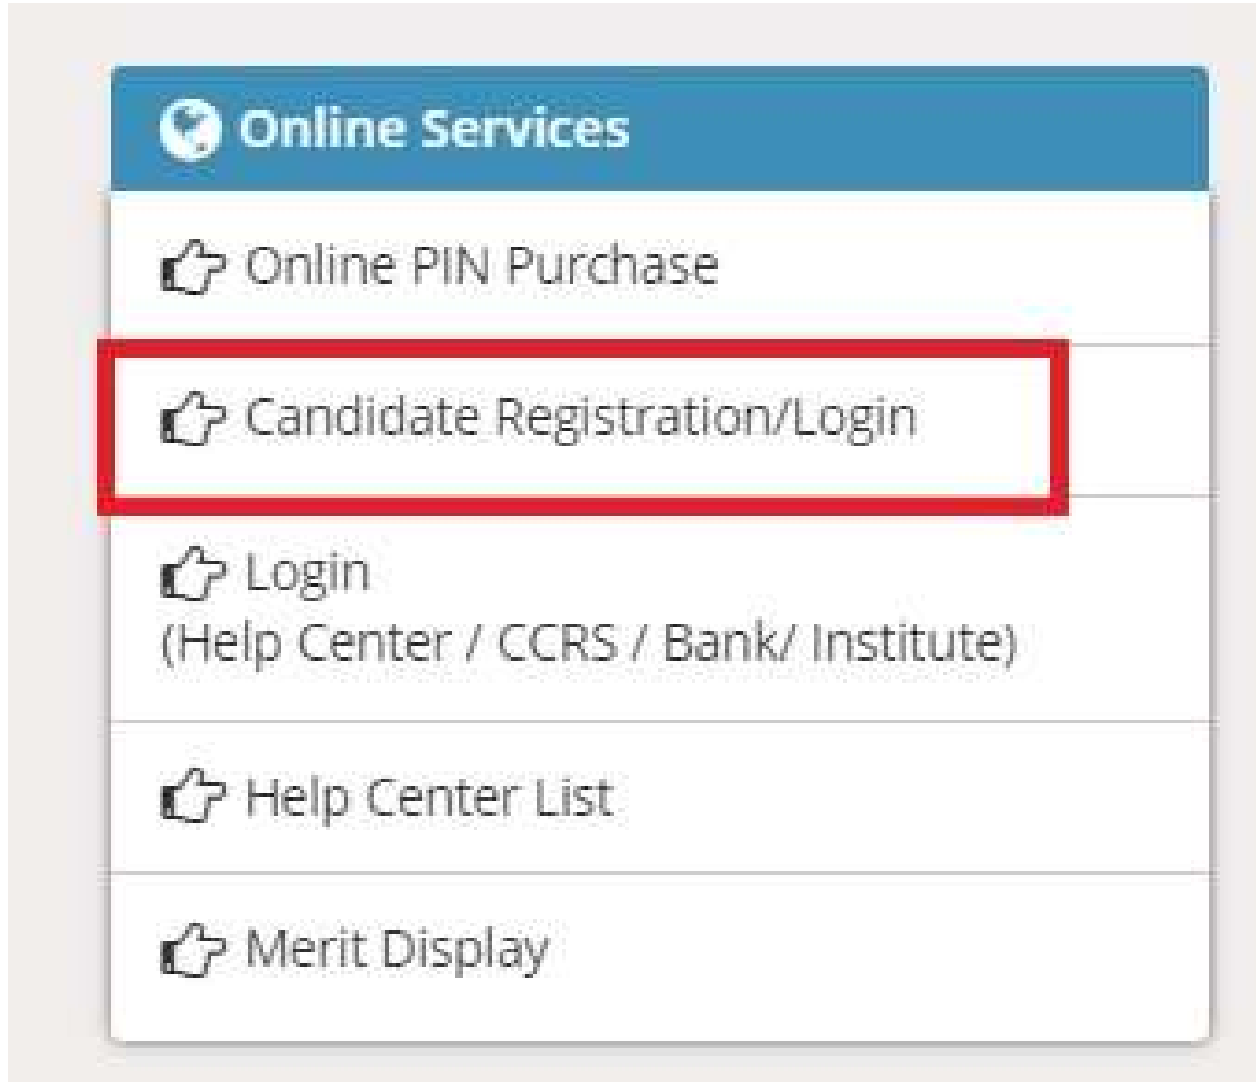 Online Services
Online PIN Purchase
Candidate Registration/Login
Login
(Help Center / CCRS / Bank/ Institute)
Help Center List
Merit Display